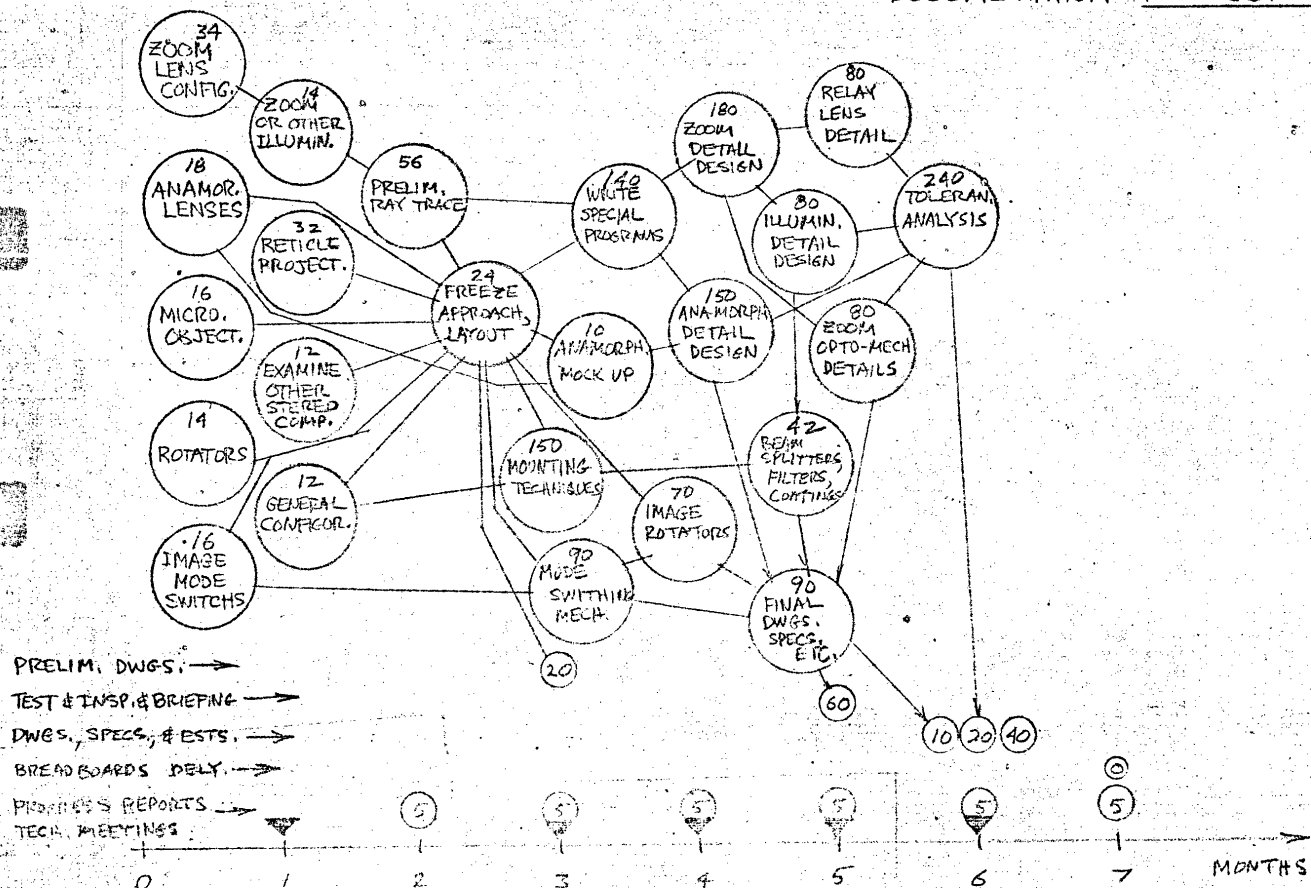 34
ZOOM
LENS
CONFIG.
14
ZOOM
OR OTHER
ILLUMIN.
18
ANAMOR.
LENSES
56
PRELIM.
RAY TRACE
32
RETICLE
PROJECT.
16
MICRO.
OBJECT.
24
FREEZE
APPROACH,
LAYOUT
12
EXAMINE
OTHER
STEREO
COMP.
14
ROTATORS
12
GENERAL
CONFIGUR.
16
IMAGE
MODE
SWITCHS
140
WRITE
SPECIAL
PROGRAMS
10
ANAMORPH.
MOCK UP
150
MOUNTING
TECHNIQUES
90
MODE
SWITHING
MECH.
20
180
ZOOM
DETAIL
DESIGN
80
RELAY
LENS
DETAIL
240
TOLERAN.
ANALYSIS
80
ILLUMIN.
DETAIL
DESIGN
150
ANAMORPH.
DETAIL
DESIGN
80
ZOOM
OPTO-MECH
DETAILS
42
BEAM
SPLITTERS,
FILTERS,
COATINGS
70
IMAGE
ROTATORS
90
FINAL
DWGS.
SPECS.
ETC.
60
10 20 40
PRELIM. DWGS. →
TEST & INSP. & BRIEFING →
DWGS., SPECS., & ESTS. →
BREADBOARDS DELY. →
0
PROGRESS REPORTS →
5 5 5 5 5 5
TECH. MEETINGS
0 1 2 3 4 5 6 7 MONTHS